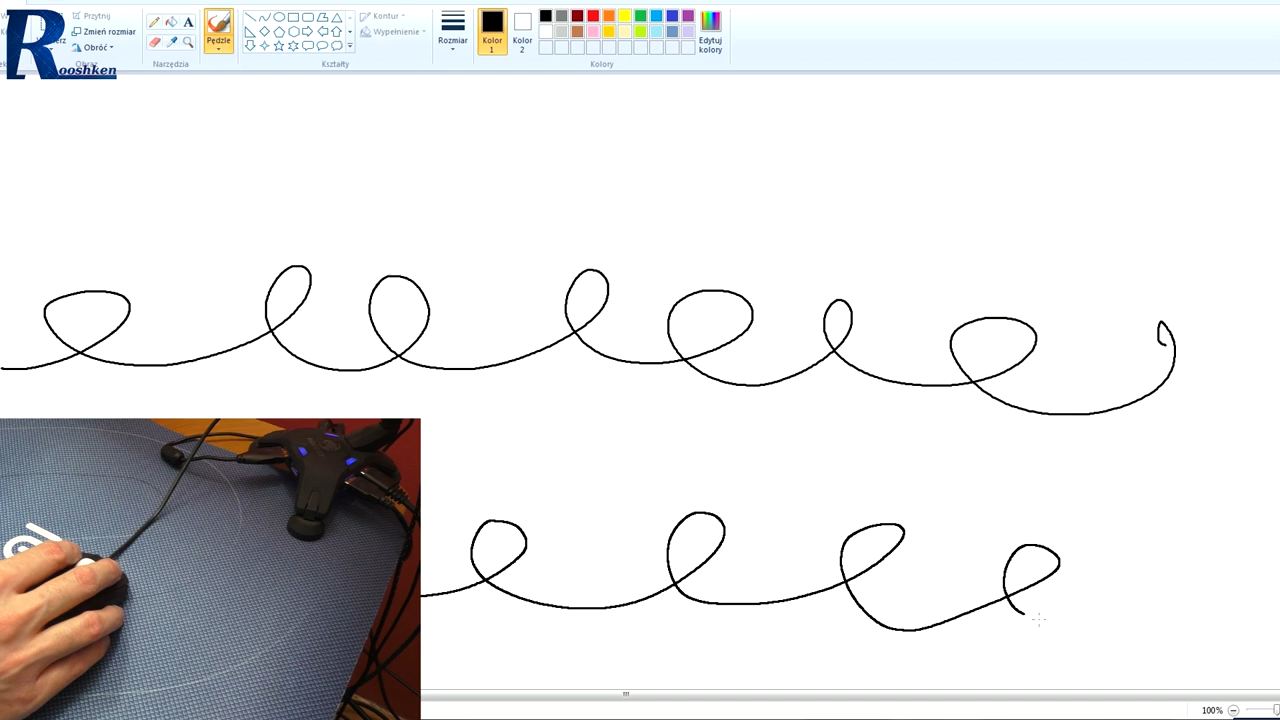 Przytnij
Zmień rozmiar
Obróć
Obraz
A
Narzędzia
Pędzle
Kształty
Kontur
Wypełnienie
Rozmiar
Kolor
1
Kolor
2
Edytuj
kolory
Kolory
Rooshken
100%